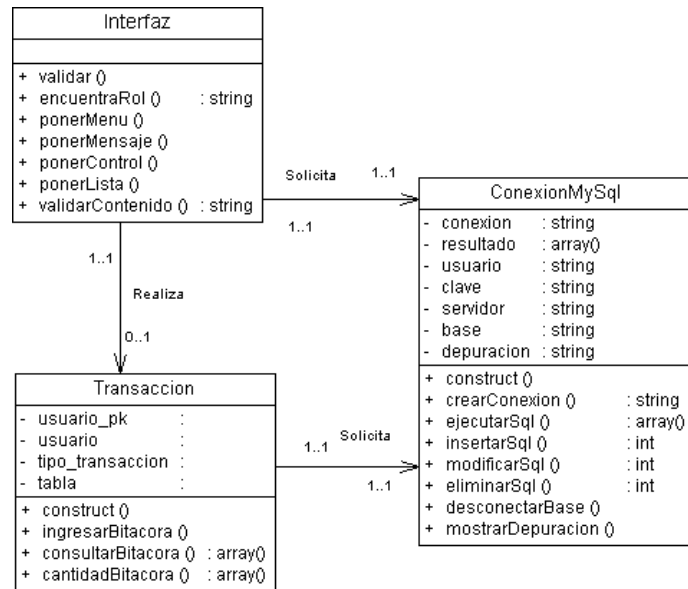 Interfaz
+ validar ()
+ encuentraRol () : string
+ ponerMenu ()
+ ponerMensaje ()
+ ponerControl ()
+ ponerLista ()
+ validarContenido () : string
Solicita 1..1
1..1
1..1
Realiza
0..1
ConexionMySql
- conexion : string
- resultado : array()
- usuario : string
- clave : string
- servidor : string
- base : string
- depuracion : string
+ construct ()
+ crearConexion () : string
+ ejecutarSql () : array()
+ insertarSql () : int
+ modificarSql () : int
+ eliminarSql () : int
+ desconectarBase ()
+ mostrarDepuracion ()
Transaccion
- usuario_pk :
- usuario :
- tipo_transaccion :
- tabla :
+ construct ()
+ ingresarBitacora ()
+ consultarBitacora () : array()
+ cantidadBitacora () : array()
Solicita
1..1
1..1